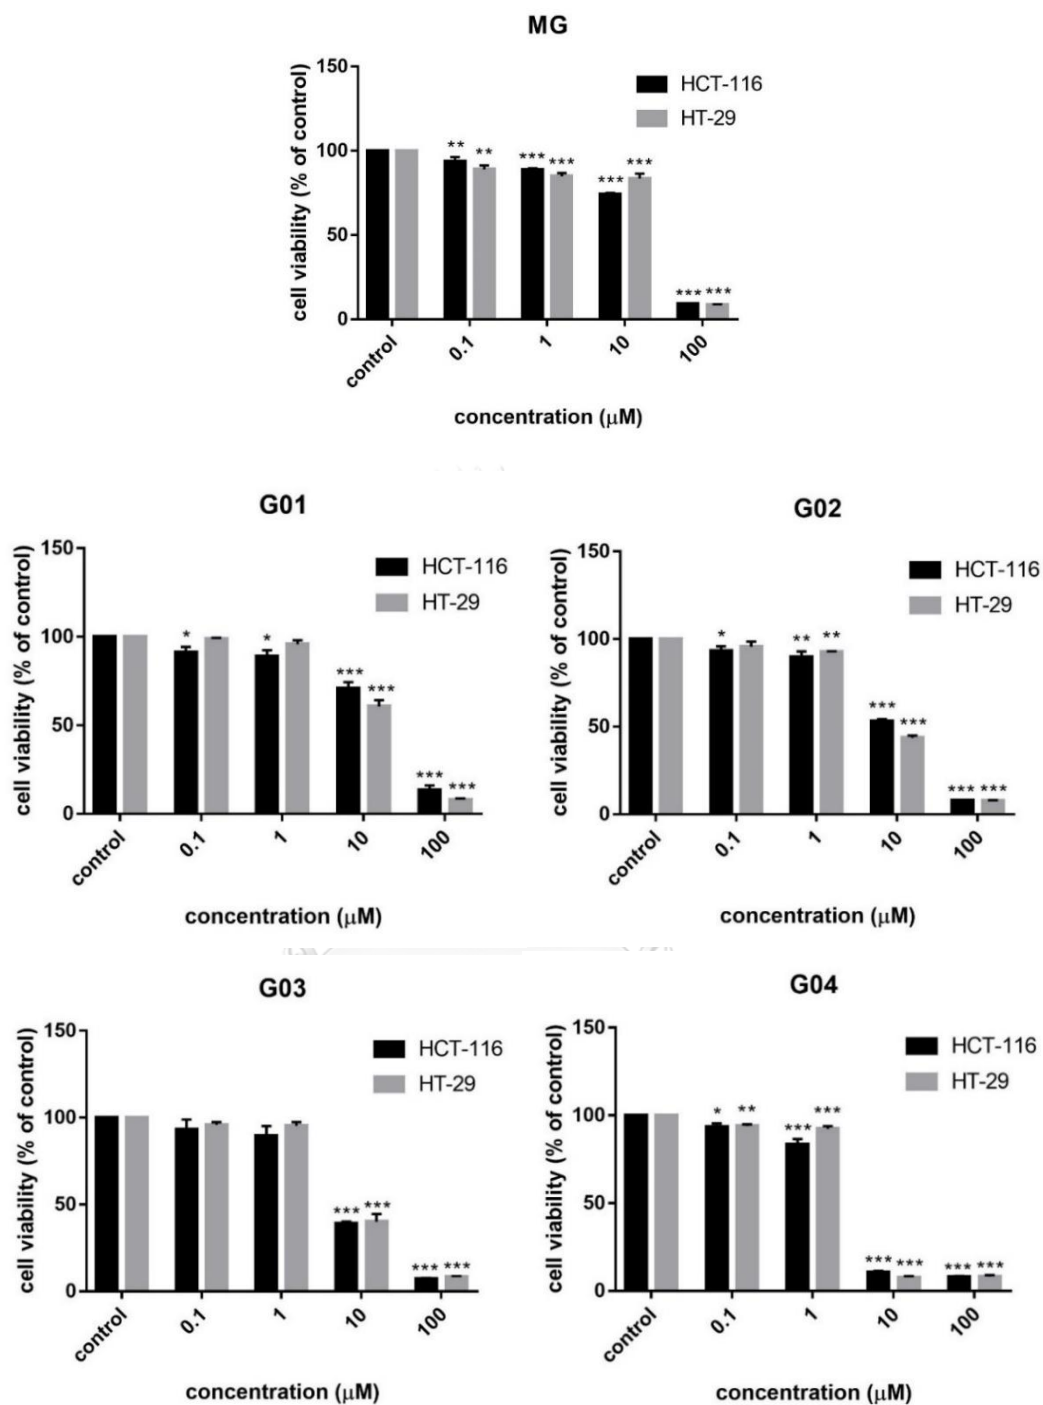 MG
cell viability (% of control)
150
100
50
0
HCT-116
HT-29
** ** *** *** *** *** *** ***
control 0.1 1 10 100
concentration (μM)
G01
cell viability (% of control)
150
100
50
0
HCT-116
HT-29
* * *** *** *** ***
control 0.1 1 10 100
concentration (μM)
G02
cell viability (% of control)
150
100
50
0
HCT-116
HT-29
* ** ** *** *** *** ***
control 0.1 1 10 100
concentration (μM)
G03
cell viability (% of control)
150
100
50
0
HCT-116
HT-29
*** *** *** ***
control 0.1 1 10 100
concentration (μM)
G04
cell viability (% of control)
150
100
50
0
HCT-116
HT-29
* ** *** *** *** *** *** ***
control 0.1 1 10 100
concentration (μM)